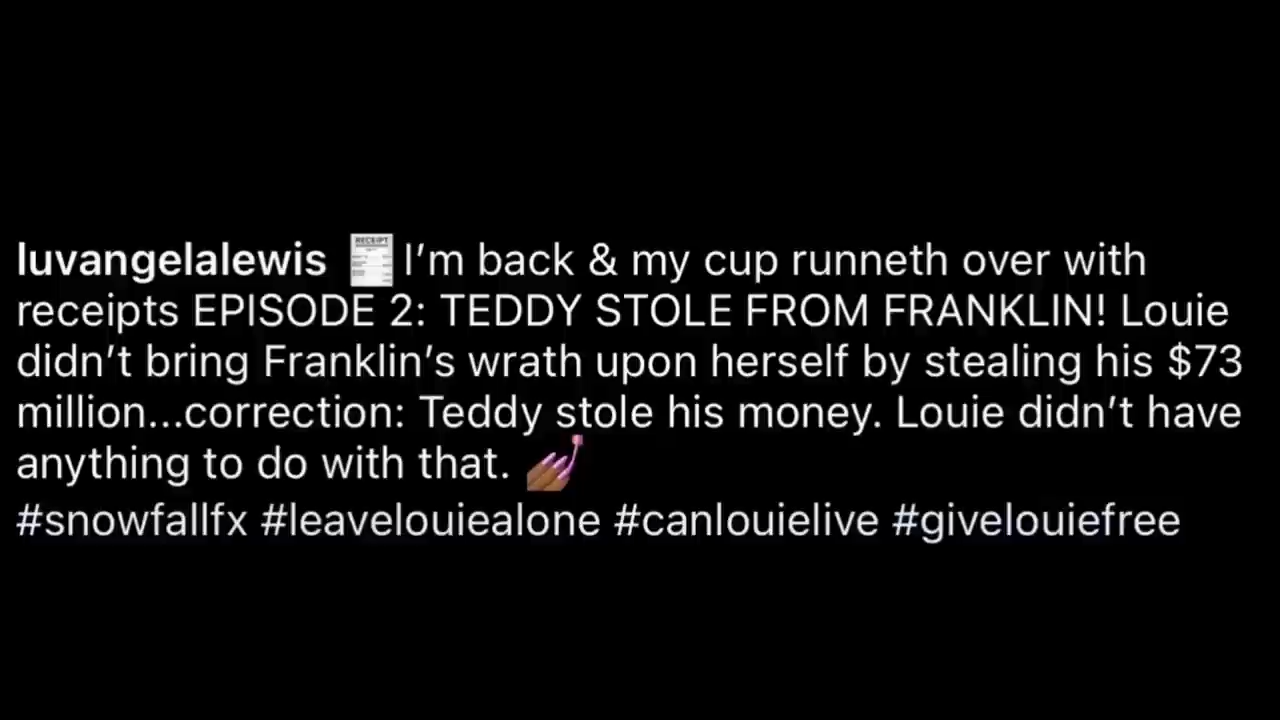 luvangelalewis 🧾 I’m back & my cup runneth over with
receipts EPISODE 2: TEDDY STOLE FROM FRANKLIN! Louie
didn’t bring Franklin’s wrath upon herself by stealing his $73
million...correction: Teddy stole his money. Louie didn’t have
anything to do with that. 💅🏾
#snowfallfx #leavelouiealone #canlouielive #givelouiefree